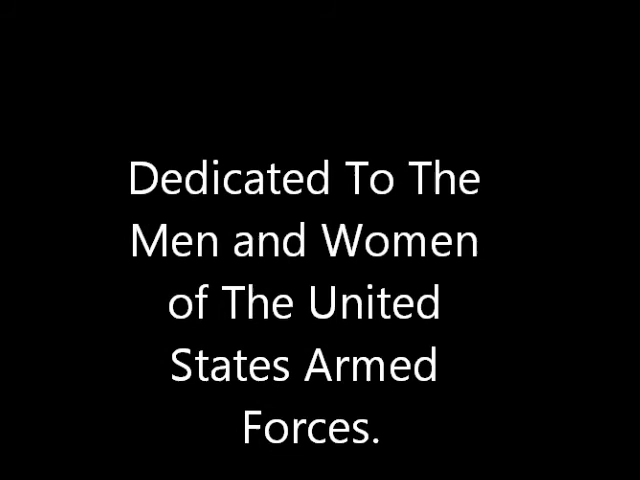 Dedicated To The
Men and Women
of The United
States Armed
Forces.